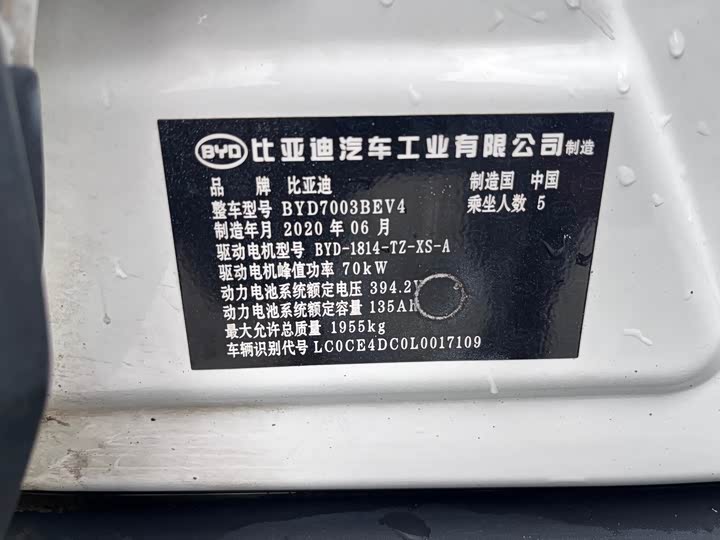 BYD 比亚迪汽车工业有限公司制造
品 牌 比亚迪 制造国 中国
整车型号 BYD7003BEV4 乘坐人数 5
制造年月 2020 年 06 月
驱动电机型号 BYD-1814-TZ-XS-A
驱动电机峰值功率 70kW
动力电池系统额定电压 394.2V
动力电池系统额定容量 135Ah
最大允许总质量 1955kg
车辆识别代号 LC0CE4DC0L0017109